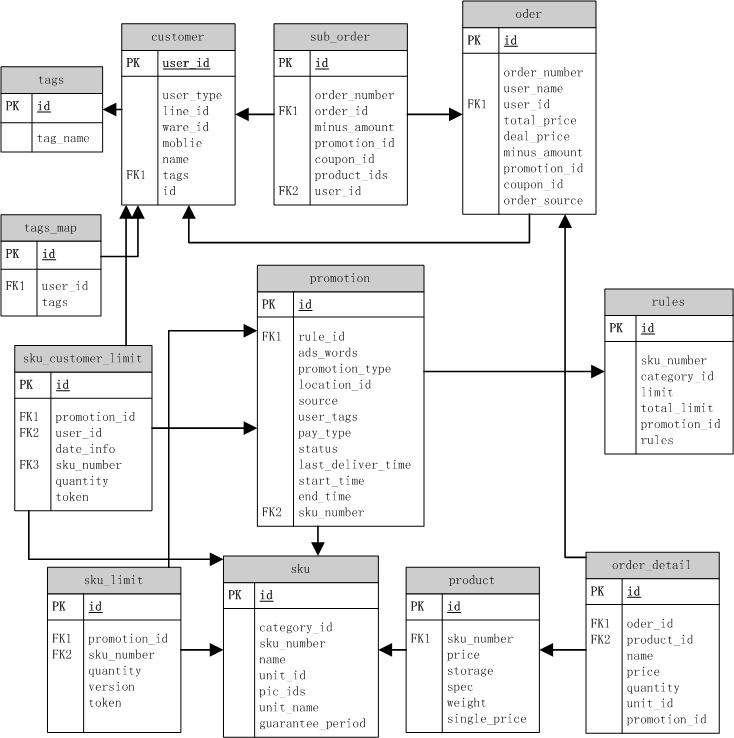 customer
PK user_id
user_type
line_id
ware_id
moblie
name
FK1 tags
id
sub_order
PK id
order_number
FK1 order_id
minus_amount
promotion_id
coupon_id
product_ids
FK2 user_id
oder
PK id
order_number
user_name
FK1 user_id
total_price
deal_price
minus_amount
promotion_id
coupon_id
order_source
tags
PK id
tag_name
tags_map
PK id
FK1 user_id
tags
promotion
PK id
FK1 rule_id
ads_words
promotion_type
location_id
source
user_tags
pay_type
status
last_deliver_time
start_time
end_time
FK2 sku_number
rules
PK id
sku_number
category_id
limit
total_limit
promotion_id
rules
sku_customer_limit
PK id
FK1 promotion_id
FK2 user_id
date_info
FK3 sku_number
quantity
token
sku_limit
PK id
FK1 promotion_id
FK2 sku_number
quantity
version
token
sku
PK id
category_id
sku_number
name
unit_id
pic_ids
unit_name
guarantee_period
product
PK id
FK1 sku_number
price
storage
spec
weight
single_price
order_detail
PK id
FK1 oder_id
FK2 product_id
name
price
quantity
unit_id
promotion_id